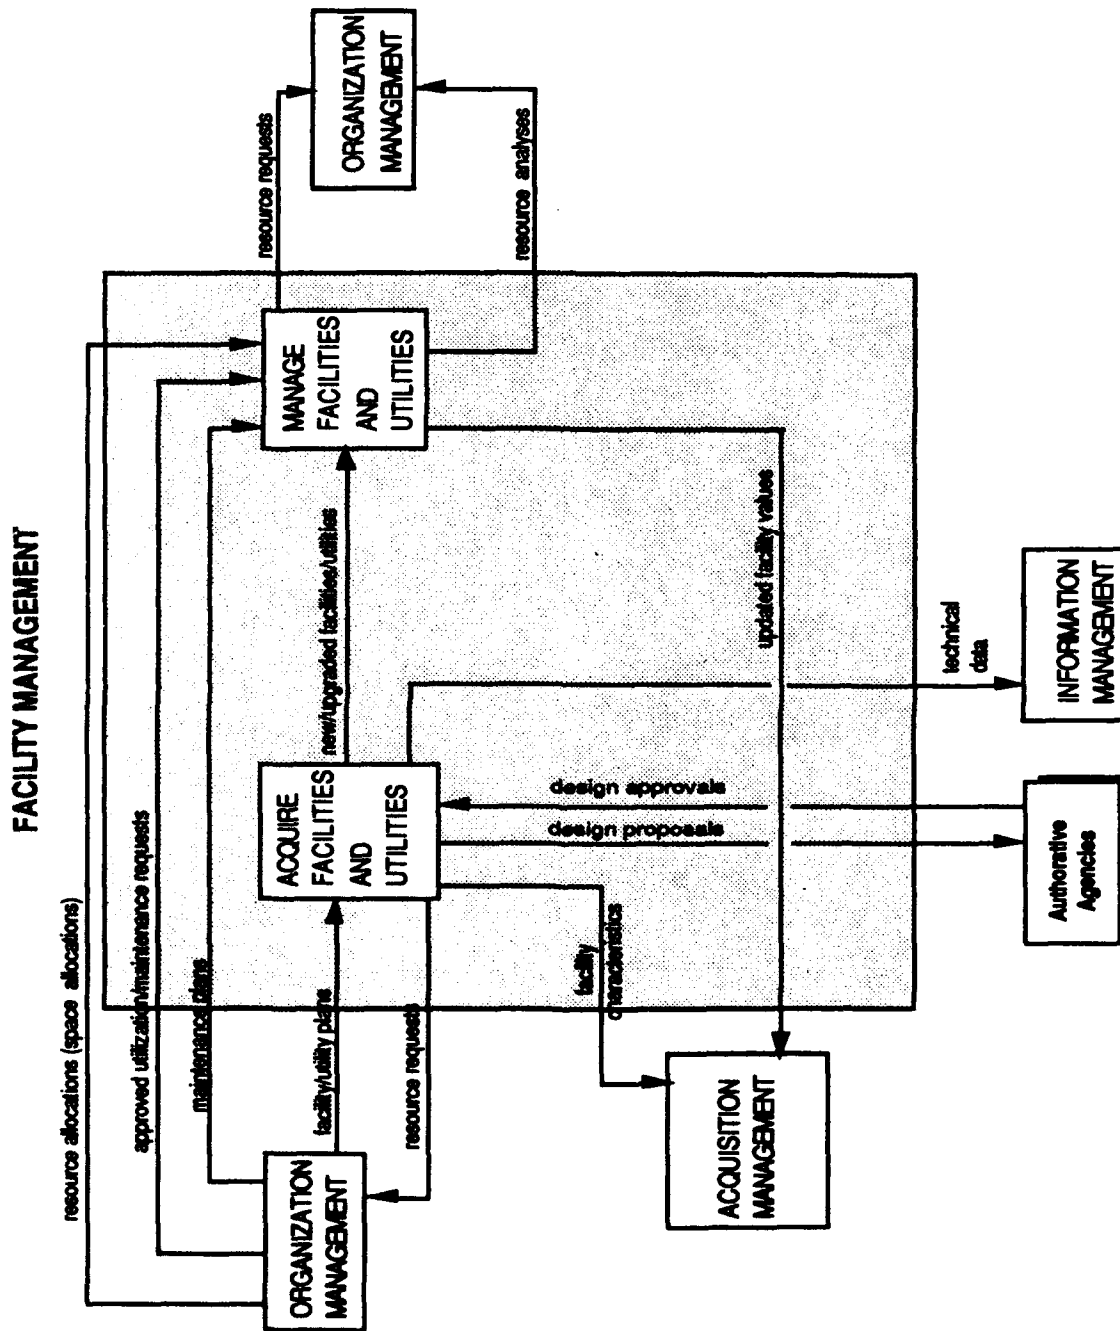 FACILITY MANAGEMENT
resource allocations (space allocations)
approved utilization/maintenance requests
maintenance plans
ORGANIZATION
MANAGEMENT
facility/utility plans
resource requests
ACQUIRE
FACILITIES
AND
UTILITIES
new/upgraded facilities/utilities
MANAGE
FACILITIES
AND
UTILITIES
resource requests
ORGANIZATION
MANAGEMENT
resource analyses
facility
characteristics
design proposals
design approvals
updated facility values
ACQUISITION
MANAGEMENT
technical
data
Authorative
Agencies
INFORMATION
MANAGEMENT